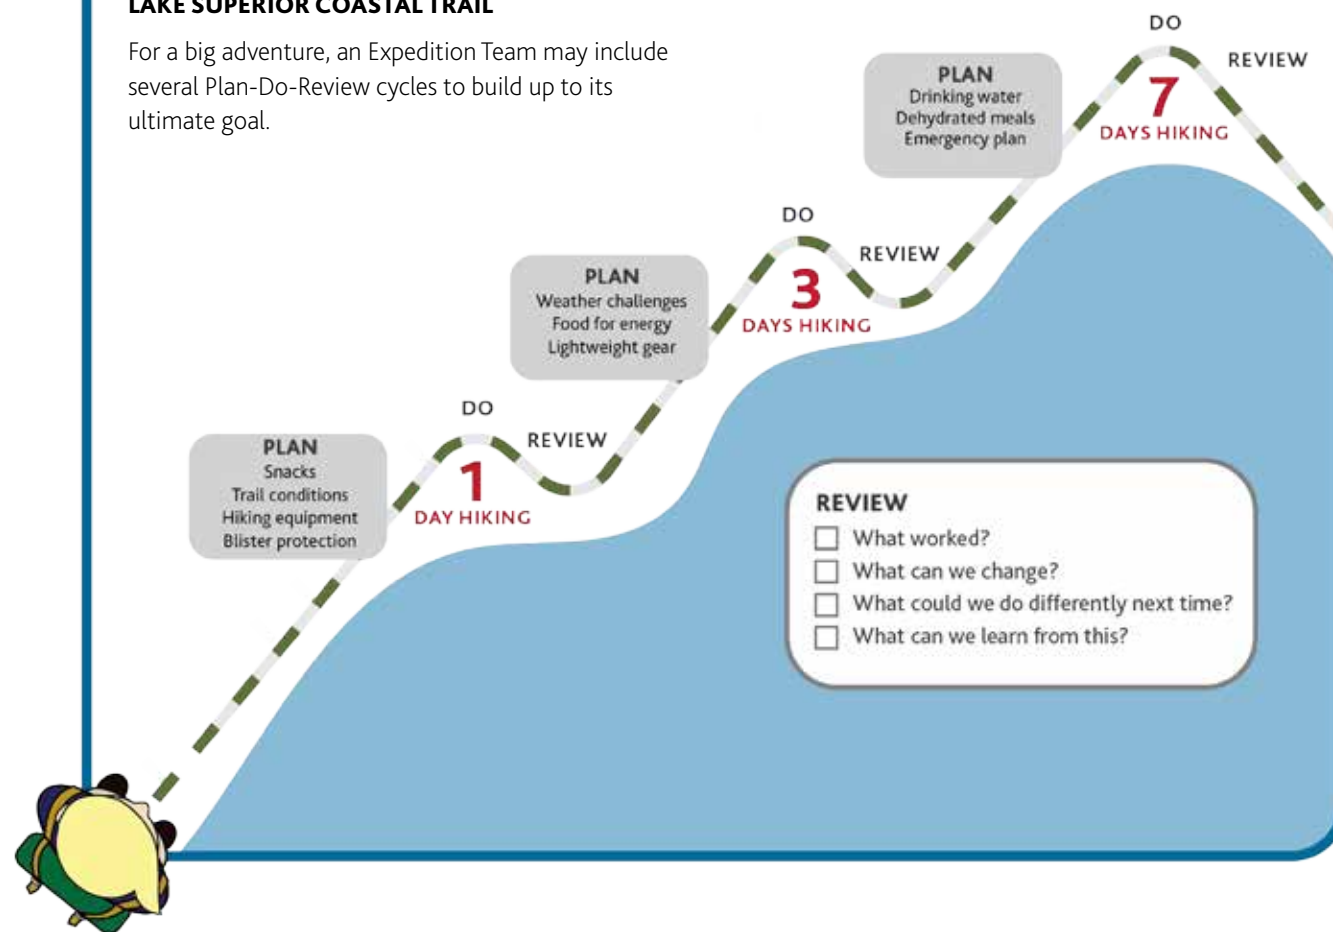 LAKE SUPERIOR COASTAL TRAIL
For a big adventure, an Expedition Team may include
several Plan-Do-Review cycles to build up to its
ultimate goal.
PLAN
Snacks
Trail conditions
Hiking equipment
Blister protection
DO
1
DAY HIKING
REVIEW
PLAN
Weather challenges
Food for energy
Lightweight gear
DO
3
DAYS HIKING
REVIEW
PLAN
Drinking water
Dehydrated meals
Emergency plan
DO
7
DAYS HIKING
REVIEW
REVIEW
What worked?
What can we change?
What could we do differently next time?
What can we learn from this?